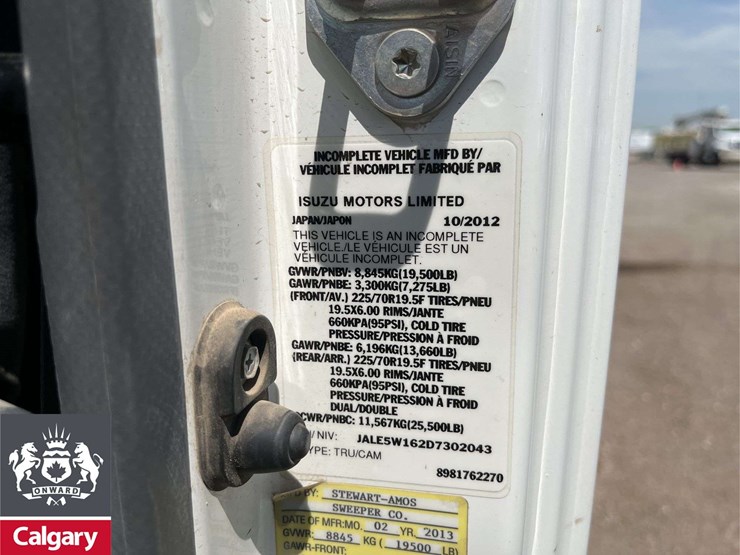 AISIN
INCOMPLETE VEHICLE MFD BY/
VÉHICULE INCOMPLET FABRIQUÉ PAR
ISUZU MOTORS LIMITED
JAPAN/JAPON 10/2012
THIS VEHICLE IS AN INCOMPLETE
VEHICLE./LE VÉHICULE EST UN
VÉHICULE INCOMPLET.
GVWR/PNBV: 8,845KG(19,500LB)
GAWR/PNBE: 3,300KG(7,275LB)
(FRONT/AV.) 225/70R19.5F TIRES/PNEU
19.5X6.00 RIMS/JANTE
660KPA(95PSI), COLD TIRE
PRESSURE/PRESSION À FROID
GAWR/PNBE: 6,196KG(13,660LB)
(REAR/ARR.) 225/70R19.5F TIRES/PNEU
19.5X6.00 RIMS/JANTE
660KPA(95PSI), COLD TIRE
PRESSURE/PRESSION À FROID
DUAL/DOUBLE
CWR/PNBC: 11,567KG(25,500LB)
/ NIV: JALE5W162D7302043
YPE: TRU/CAM
8981762270
BY: STEWART-AMOS
SWEEPER CO.
DATE OF MFR:MO. 02 YR. 2013
GVWR: 8845 KG (19500 LB)
GAWR-FRONT:
ONWARD
Calgary